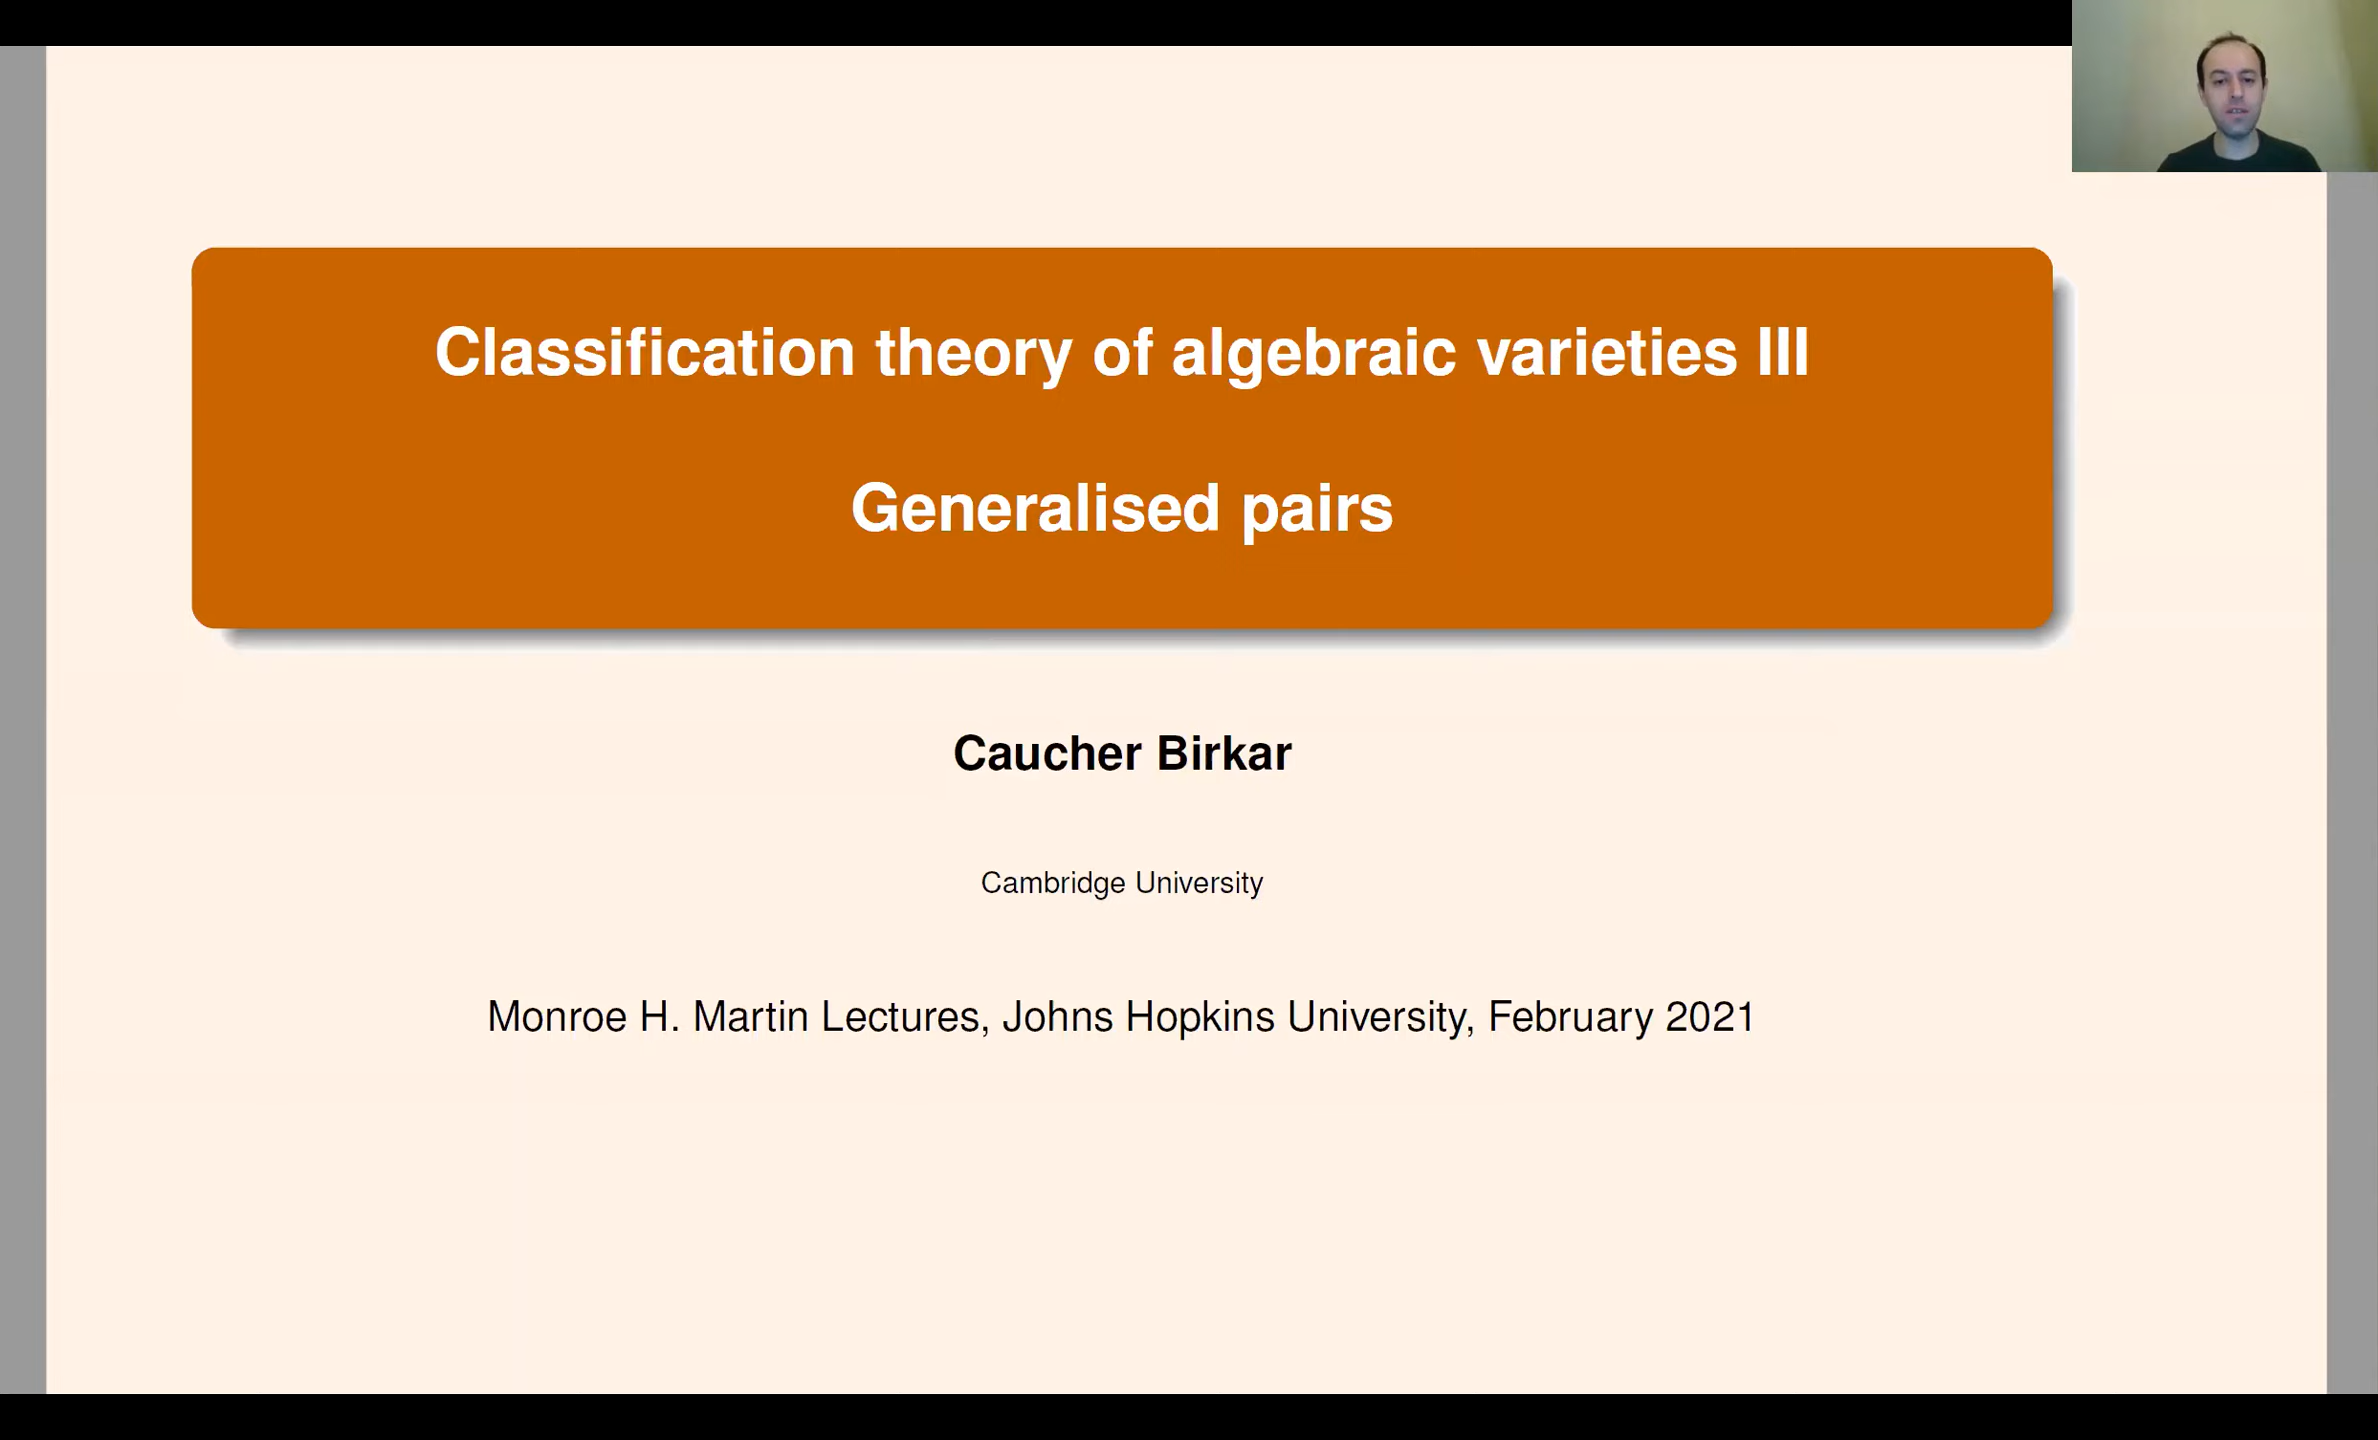 Classification theory of algebraic varieties III
Generalised pairs
Caucher Birkar
Cambridge University
Monroe H. Martin Lectures, Johns Hopkins University, February 2021